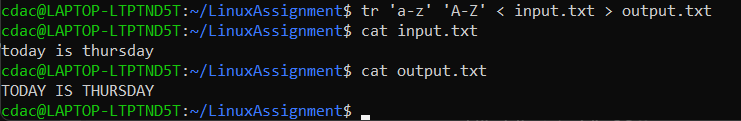 cdac@LAPTOP-LTPTND5T:~/LinuxAssignment$ tr 'a-z' 'A-Z' < input.txt > output.txt
cdac@LAPTOP-LTPTND5T:~/LinuxAssignment$ cat input.txt
today is thursday
cdac@LAPTOP-LTPTND5T:~/LinuxAssignment$ cat output.txt
TODAY IS THURSDAY
cdac@LAPTOP-LTPTND5T:~/LinuxAssignment$